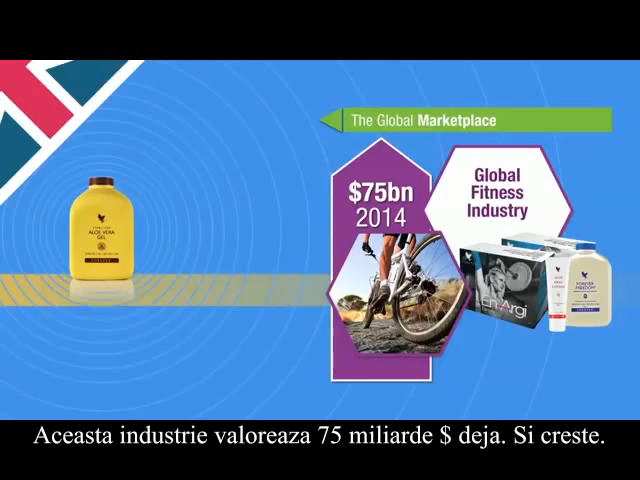 The Global Marketplace
$75bn
2014
Global
Fitness
Industry
ALOE VERA
GEL
FOREVER
FREEDOM
Argi
Aceasta industrie valoreaza 75 miliarde $ deja. Si creste.